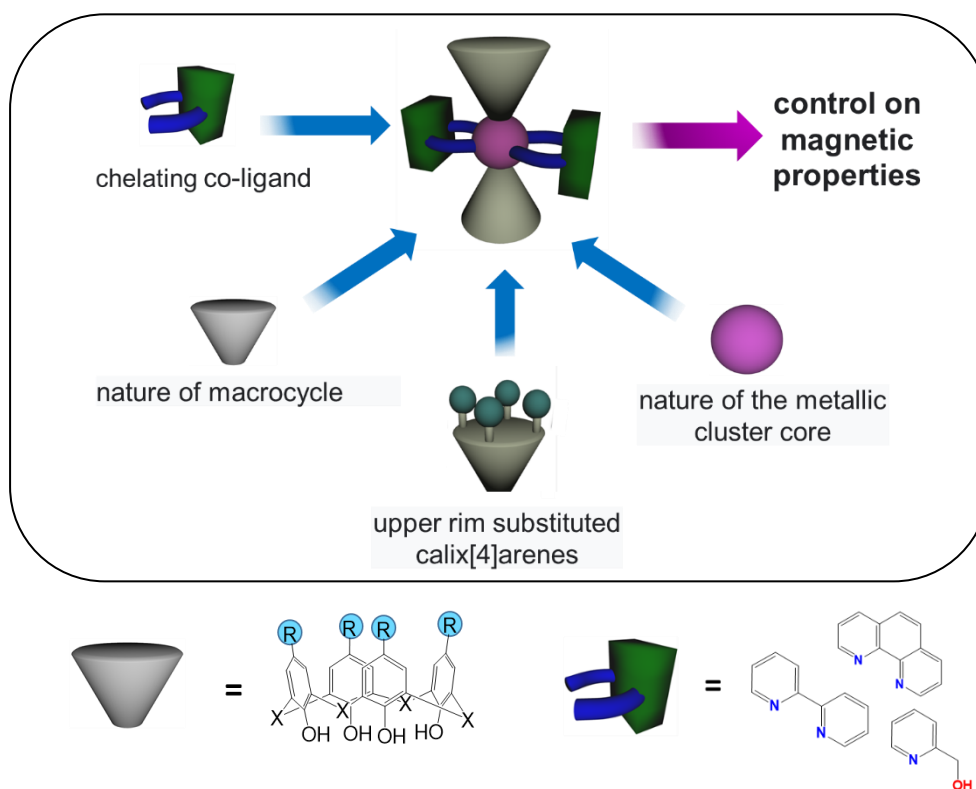 control on
magnetic
properties
chelating co-ligand
nature of macrocycle
nature of the metallic
cluster core
upper rim substituted
calix[4]arenes
R R R R
X X X X
OH OH OH HO
=
=
N N
N N
N
OH